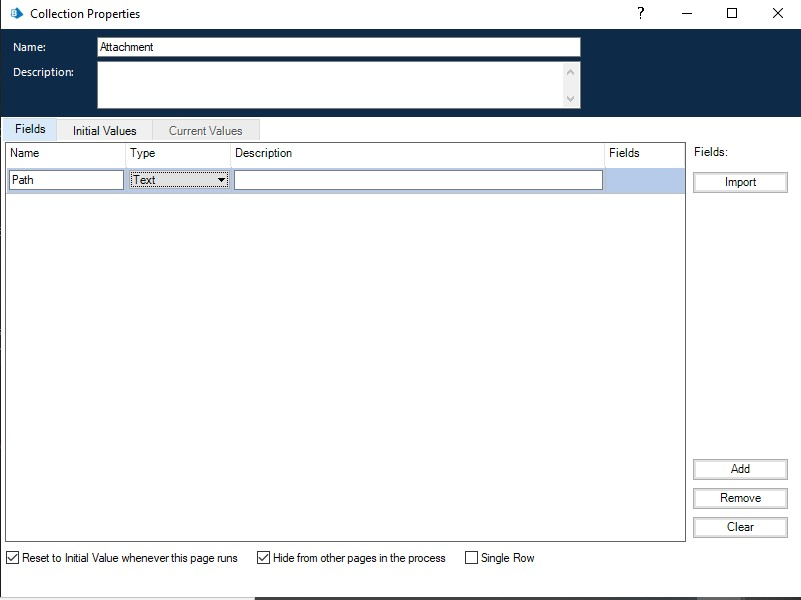 Collection Properties ?
Name: Attachment
Description:
Fields Initial Values Current Values
Name Type Description Fields Fields:
Path Text Import
Add
Remove
Clear
Reset to Initial Value whenever this page runs Hide from other pages in the process Single Row